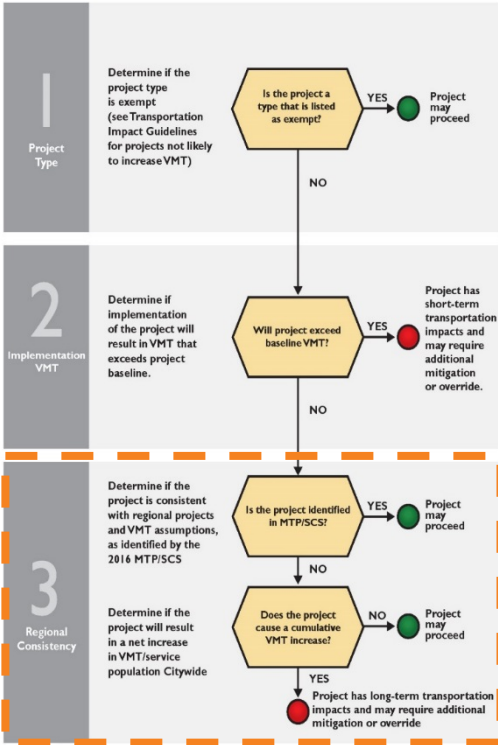 1
Project
Type
Determine if the
project type
is exempt
(see Transportation
Impact Guidelines
for projects not likely
to increase VMT)
Is the project a
type that is listed
as exempt?
YES
Project
may
proceed
NO
2
Implementation
VMT
Determine if
implementation
of the project will
result in VMT that
exceeds project
baseline.
Will project exceed
baseline VMT?
YES
Project has
short-term
transportation
impacts and
may require
additional
mitigation
or override.
NO
3
Regional
Consistency
Determine if the
project is consistent
with regional projects
and VMT assumptions,
as identified by the
2016 MTP/SCS
Is the project identified
in MTP/SCS?
YES
Project
may
proceed
NO
Determine if the
project will result
in a net increase
in VMT/service
population Citywide
Does the project
cause a cumulative
VMT increase?
NO
Project
may
proceed
YES
Project has long-term transportation
impacts and may require additional
mitigation or override